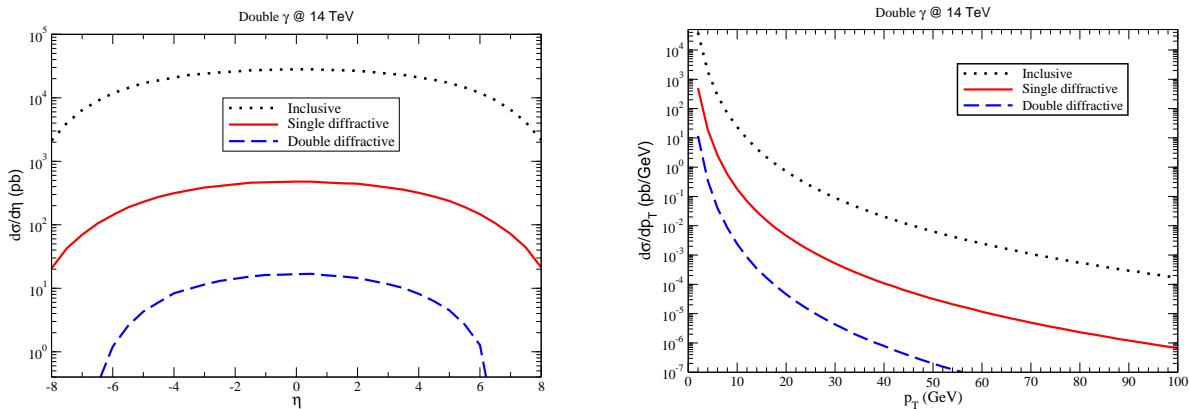 Double γ @ 14 TeV
10^5
10^4
10^3
10^2
10^1
10^0
dσ/dη (pb)
Inclusive
Single diffractive
Double diffractive
-8 -6 -4 -2 0 2 4 6 8
η
Double γ @ 14 TeV
10^4
10^3
10^2
10^1
10^0
10^-1
10^-2
10^-3
10^-4
10^-5
10^-6
10^-7
dσ/dp_T (pb/GeV)
Inclusive
Single diffractive
Double diffractive
0 10 20 30 40 50 60 70 80 90 100
p_T (GeV)